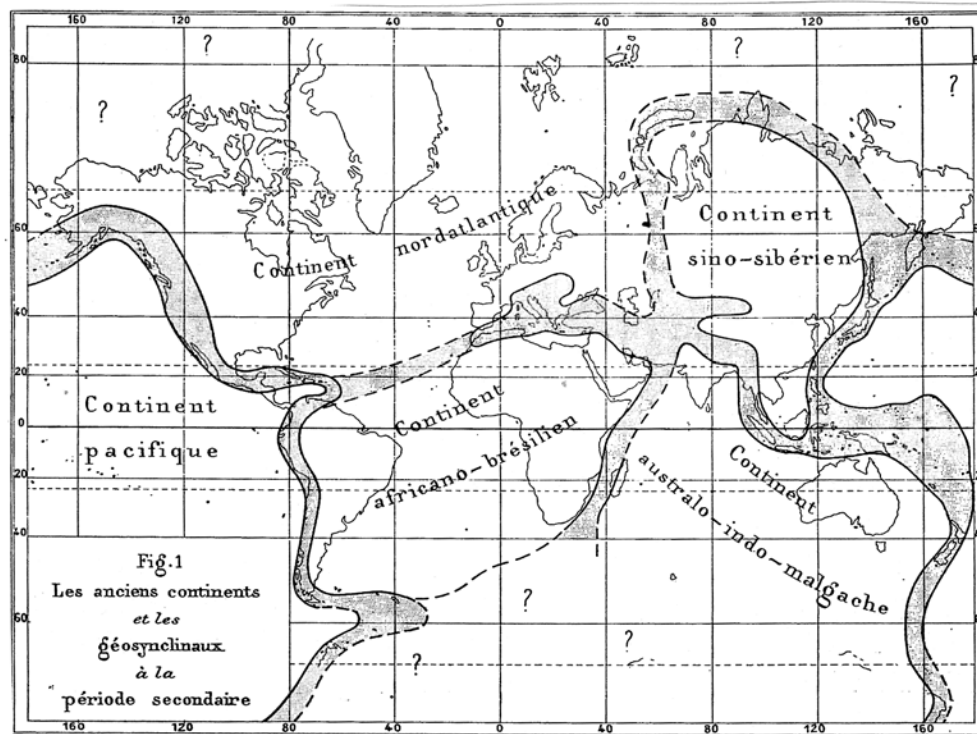 160 120 80 40 0 40 80 120 160
? ? ?
80
?
60
40
20
0
20
40
60
Continent nordatlantique
Continent
sino-sibérien
Continent
pacifique
Continent
africano-brésilien
Continent
australo-indo-malgache
? ? ?
Fig.1
Les anciens continents
et les
géosynclinaux
à la
période secondaire
160 120 80 40 0 40 80 120 160